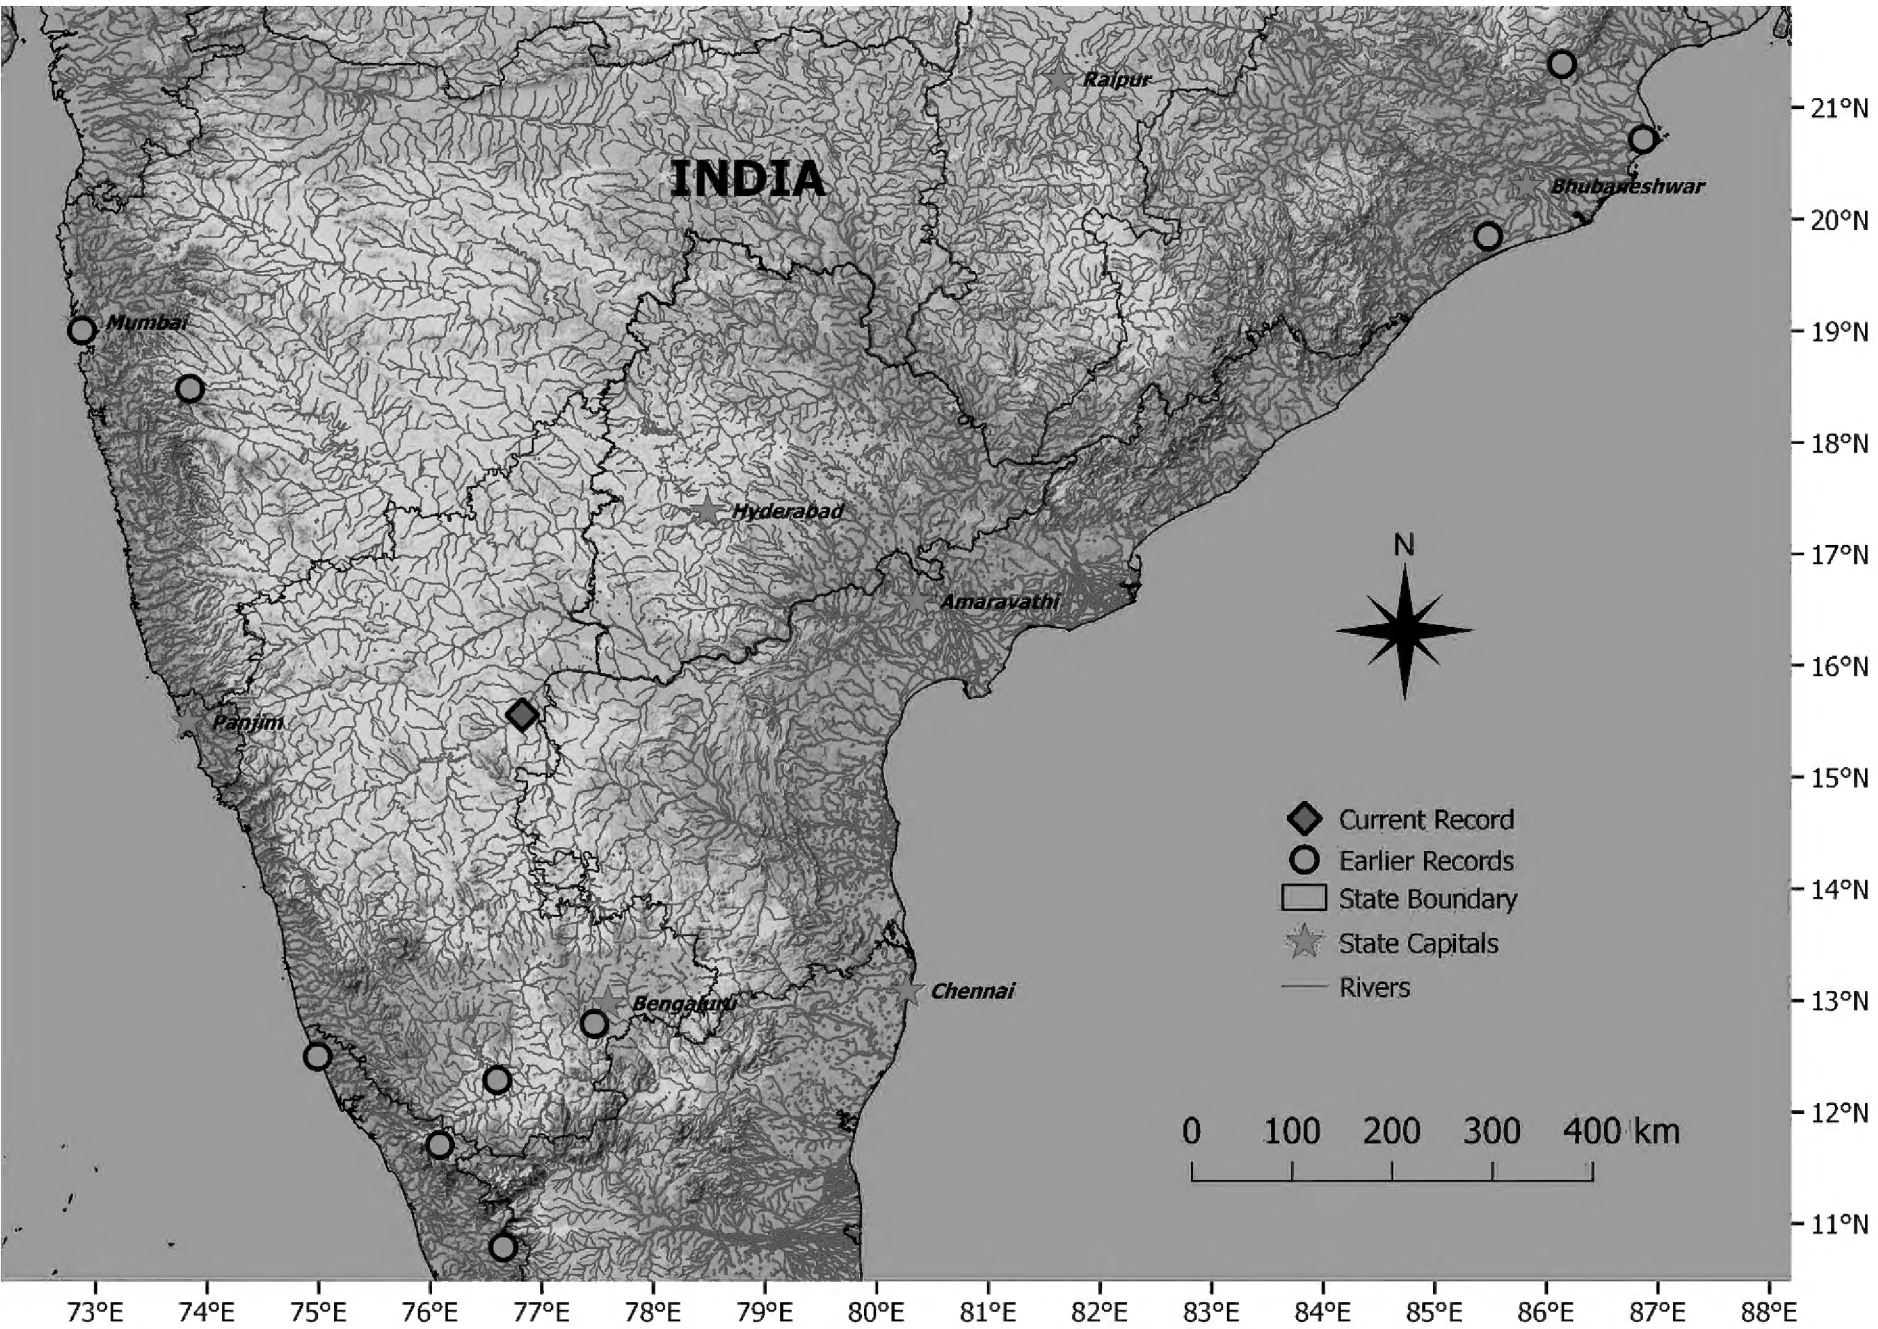 Raipur
21°N
INDIA
Bhubaneshwar
20°N
Mumbai
19°N
18°N
Hyderabad
17°N
N
Amaravathi
16°N
Panjim
15°N
Current Record
Earlier Records
14°N
State Boundary
State Capitals
Rivers
Chennai
13°N
Bengaluru
12°N
0 100 200 300 400 km
11°N
73°E 74°E 75°E 76°E 77°E 78°E 79°E 80°E 81°E 82°E 83°E 84°E 85°E 86°E 87°E 88°E